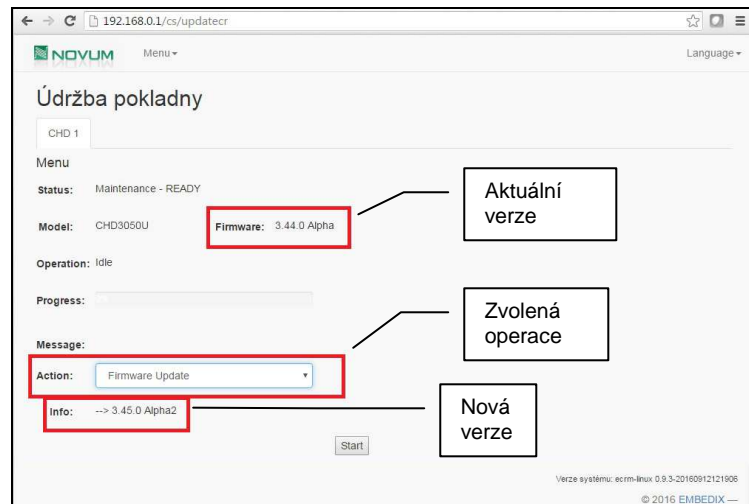 192.168.0.1/cs/updatecr
NOVUM Menu Language
Údržba pokladny
CHD 1
Menu
Status: Maintenance - READY
Model: CHD3050U Firmware: 3.44.0 Alpha
Aktuální
verze
Operation: Idle
Progress:
Zvolená
operace
Message:
Action: Firmware Update
Info: --> 3.45.0 Alpha2
Nová
verze
Start
Verze systému: ecrm-linux 0.9.3-20160912121906
© 2016 EMBEDIX —